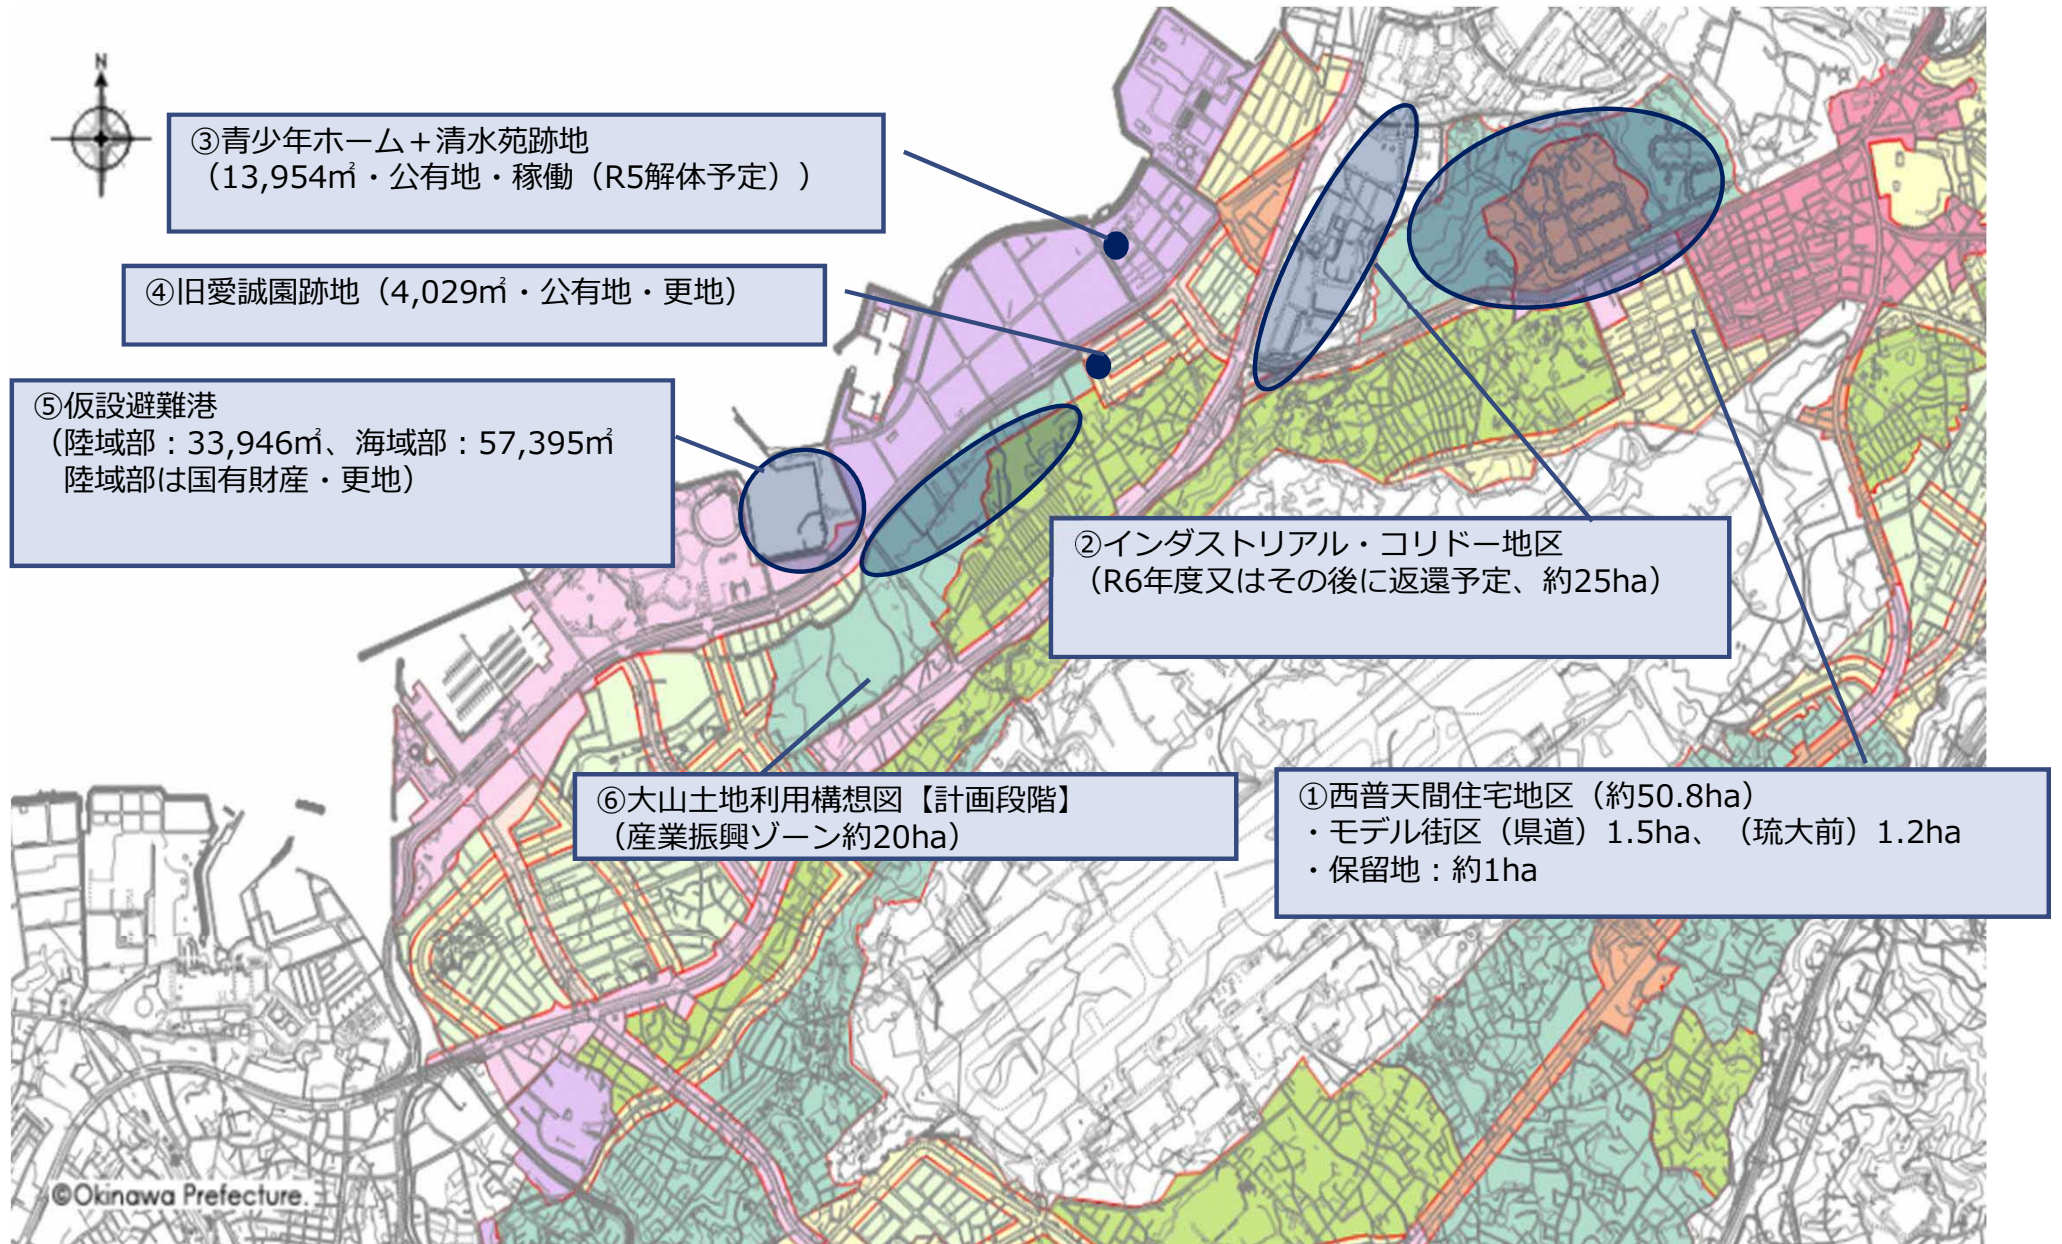 N
③青少年ホーム＋清水苑跡地
（13,954㎡・公有地・稼働（R5解体予定））
④旧愛誠園跡地（4,029㎡・公有地・更地）
⑤仮設避難港
（陸域部：33,946㎡、海域部：57,395㎡
陸域部は国有財産・更地）
②インダストリアル・コリドー地区
（R6年度又はその後に返還予定、約25ha）
⑥大山土地利用構想図【計画段階】
（産業振興ゾーン約20ha）
①西普天間住宅地区（約50.8ha）
・モデル街区（県道）1.5ha、（琉大前）1.2ha
・保留地：約1ha
©Okinawa Prefecture.